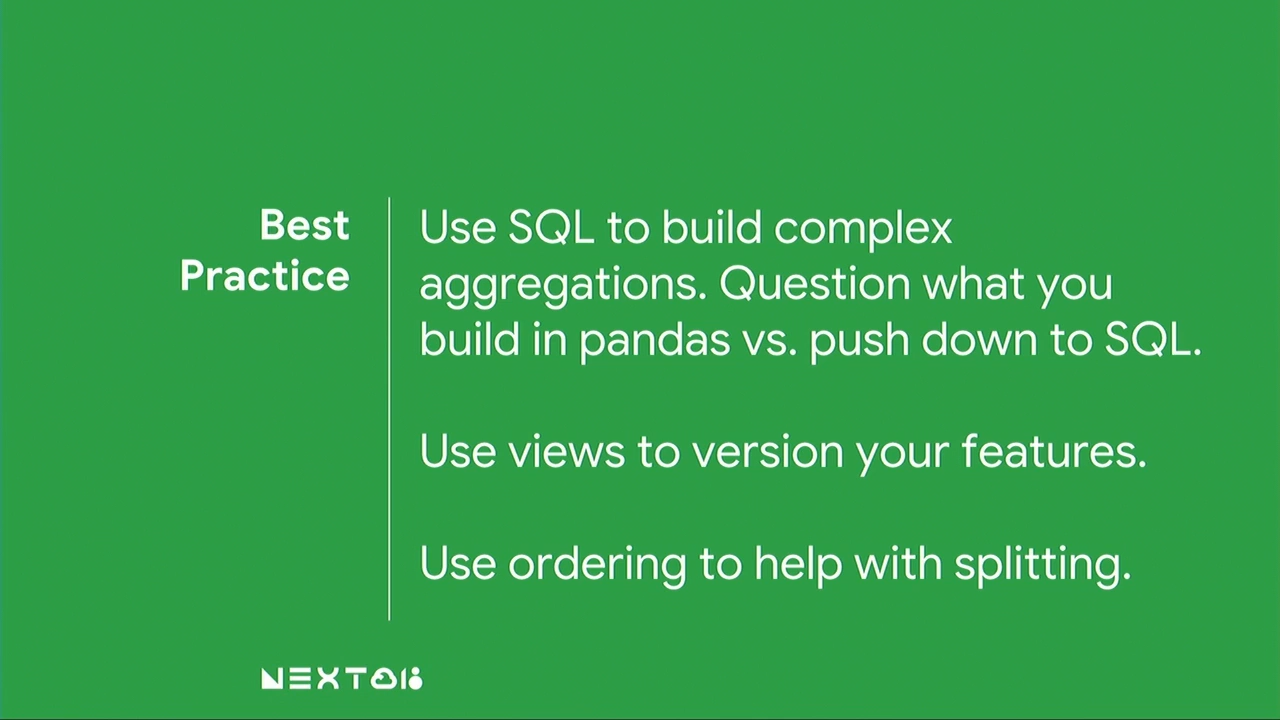 Best
Practice
Use SQL to build complex
aggregations. Question what you
build in pandas vs. push down to SQL.
Use views to version your features.
Use ordering to help with splitting.
NEXT 18